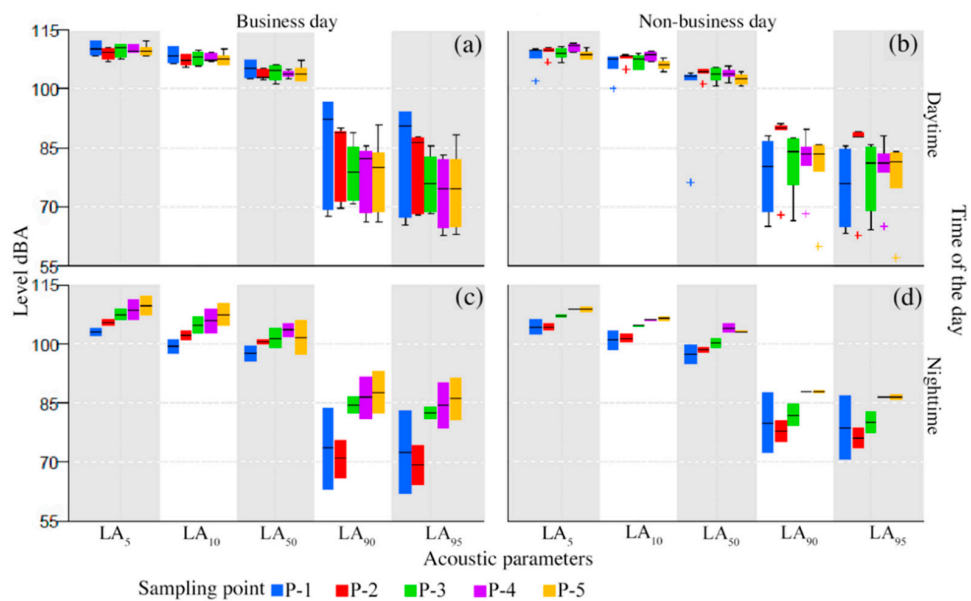 Business day
Non-business day
115
100
85
70
55
(a)
(b)
Daytime
Level dBA
Time of the day
115
100
85
70
55
(c)
(d)
Nighttime
LA5 LA10 LA50 LA90 LA95
LA5 LA10 LA50 LA90 LA95
Acoustic parameters
Sampling point P-1 P-2 P-3 P-4 P-5